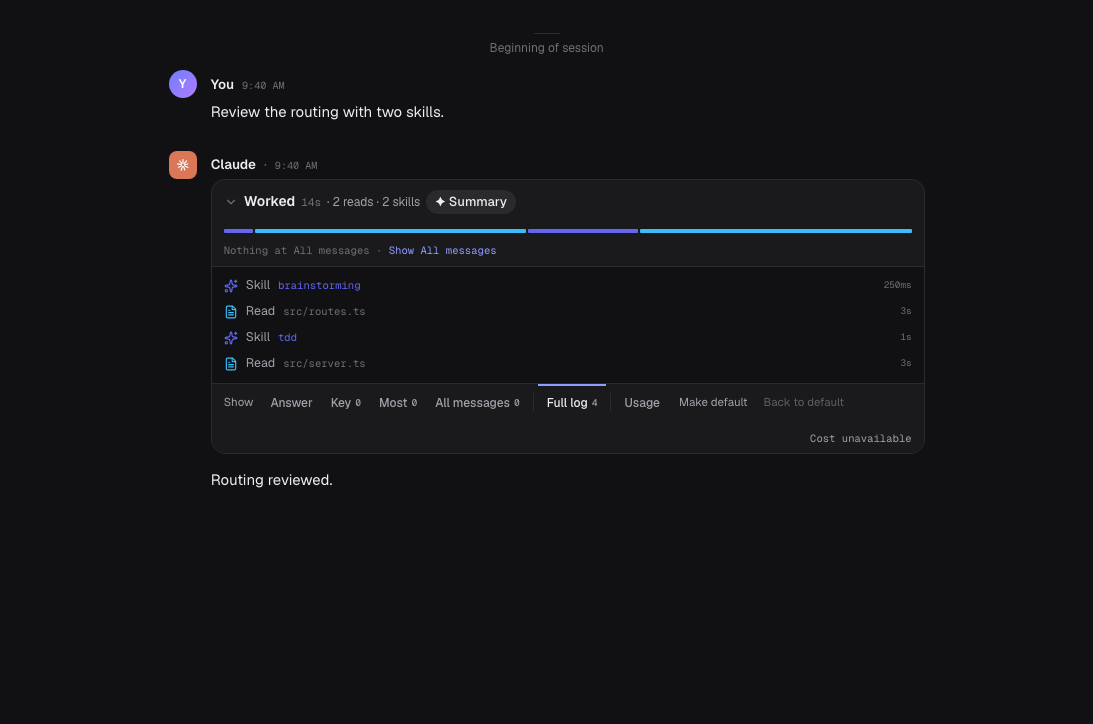 Beginning of session
Y You 9:40 AM
Review the routing with two skills.
Claude · 9:40 AM
Worked 14s · 2 reads · 2 skills ✦ Summary
Nothing at All messages · Show All messages
Skill brainstorming 250ms
Read src/routes.ts 3s
Skill tdd 1s
Read src/server.ts 3s
Show Answer Key 0 Most 0 All messages 0 Full log 4 Usage Make default Back to default
Cost unavailable
Routing reviewed.